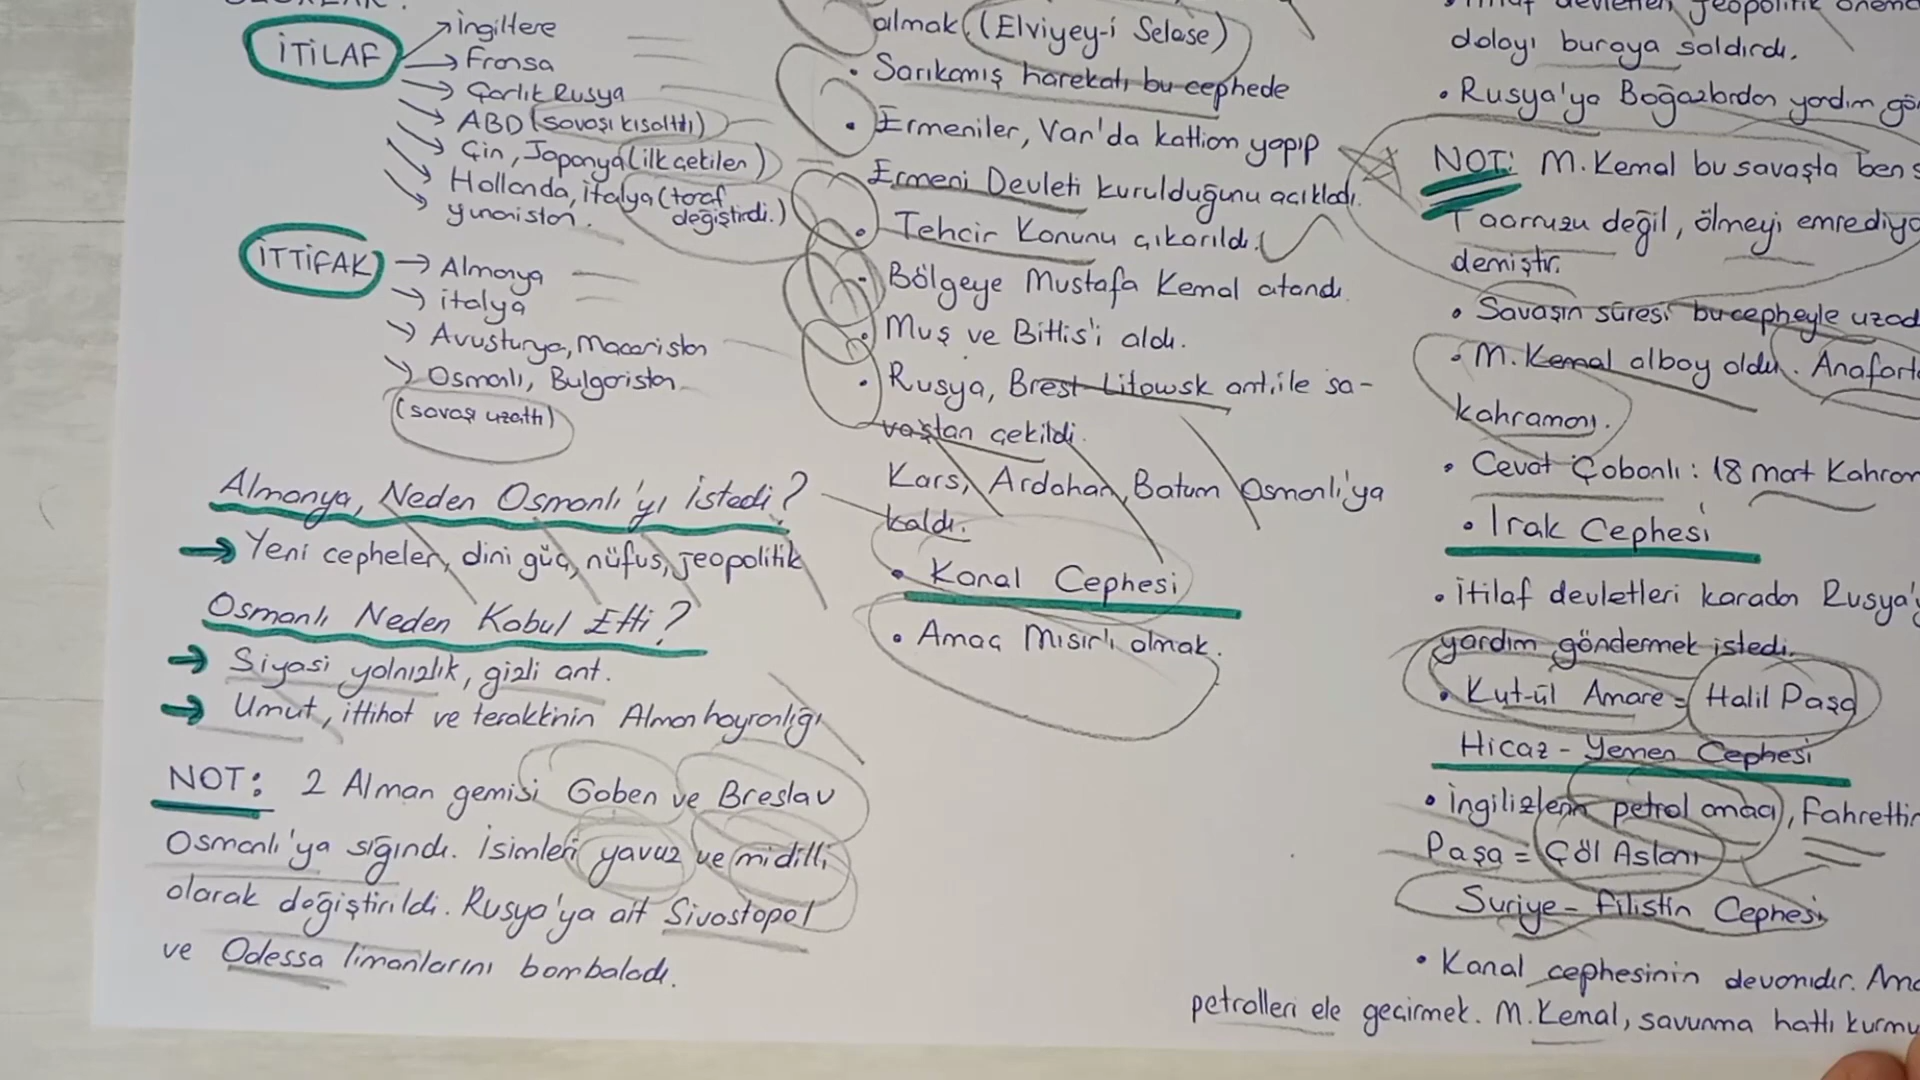 İTİLAF
İngiltere
Fransa
Çarlık Rusya
ABD (savaşı kısalttı)
Çin, Japonya (ilk çekilen)
Hollanda, İtalya (taraf
değiştirdi.)
Yunanistan.
İTTİFAK
Almanya
İtalya
Avusturya, Macaristan
Osmanlı, Bulgaristan
(savaşı uzattı)
Almanya, Neden Osmanlı'yı istedi?
Yeni cepheler, dini güç, nüfus, jeopolitik
Osmanlı Neden Kabul Etti?
Siyasi yalnızlık, gizli ant.
Umut, ittihat ve terakkinin Alman hayranlığı
NOT: 2 Alman gemisi Goben ve Breslav
Osmanlı'ya sığındı. İsimleri yavuz ve midilli
olarak değiştirildi. Rusya'ya ait Sivastopol
ve Odessa limanlarını bombaladı.
almak (Elviyey-i Selase)
• Sarıkamış harekatı bu cephede
• Ermeniler, Van'da katliam yapıp
Ermeni Devleti kurulduğunu açıkladı.
• Tehcir Kanunu çıkarıldı.
• Bölgeye Mustafa Kemal atandı.
• Muş ve Bitlis'i aldı.
• Rusya, Brest-Litowsk ant. ile sa-
vaştan çekildi.
Kars, Ardahan, Batum Osmanlı'ya
kaldı.
• Kanal Cephesi
• Amaç Mısır'ı almak.
jeopolitik
dolayı buraya saldırdı.
• Rusya'ya Boğazlardan yardım
NOT: M. Kemal bu savaşta ben
Taarruzu değil, ölmeyi
demiştir.
• Savaşın süresi bu cepheyle
• M. Kemal albay oldu.
kahramanı.
• Cevat Çobanlı: 18 mart
• Irak Cephesi
• İtilaf devletleri karadan Rusya'
yardım göndermek istedi.
• Kut-ül Amare = Halil Paşa
Hicaz - Yemen Cephesi
• İngilizlerin petrol amacı,
Paşa = Çöl Aslanı
Suriye - Filistin Cephesi
• Kanal cephesinin devamıdır.
petrolleri ele geçirmek. M. Kemal, savunma hattı